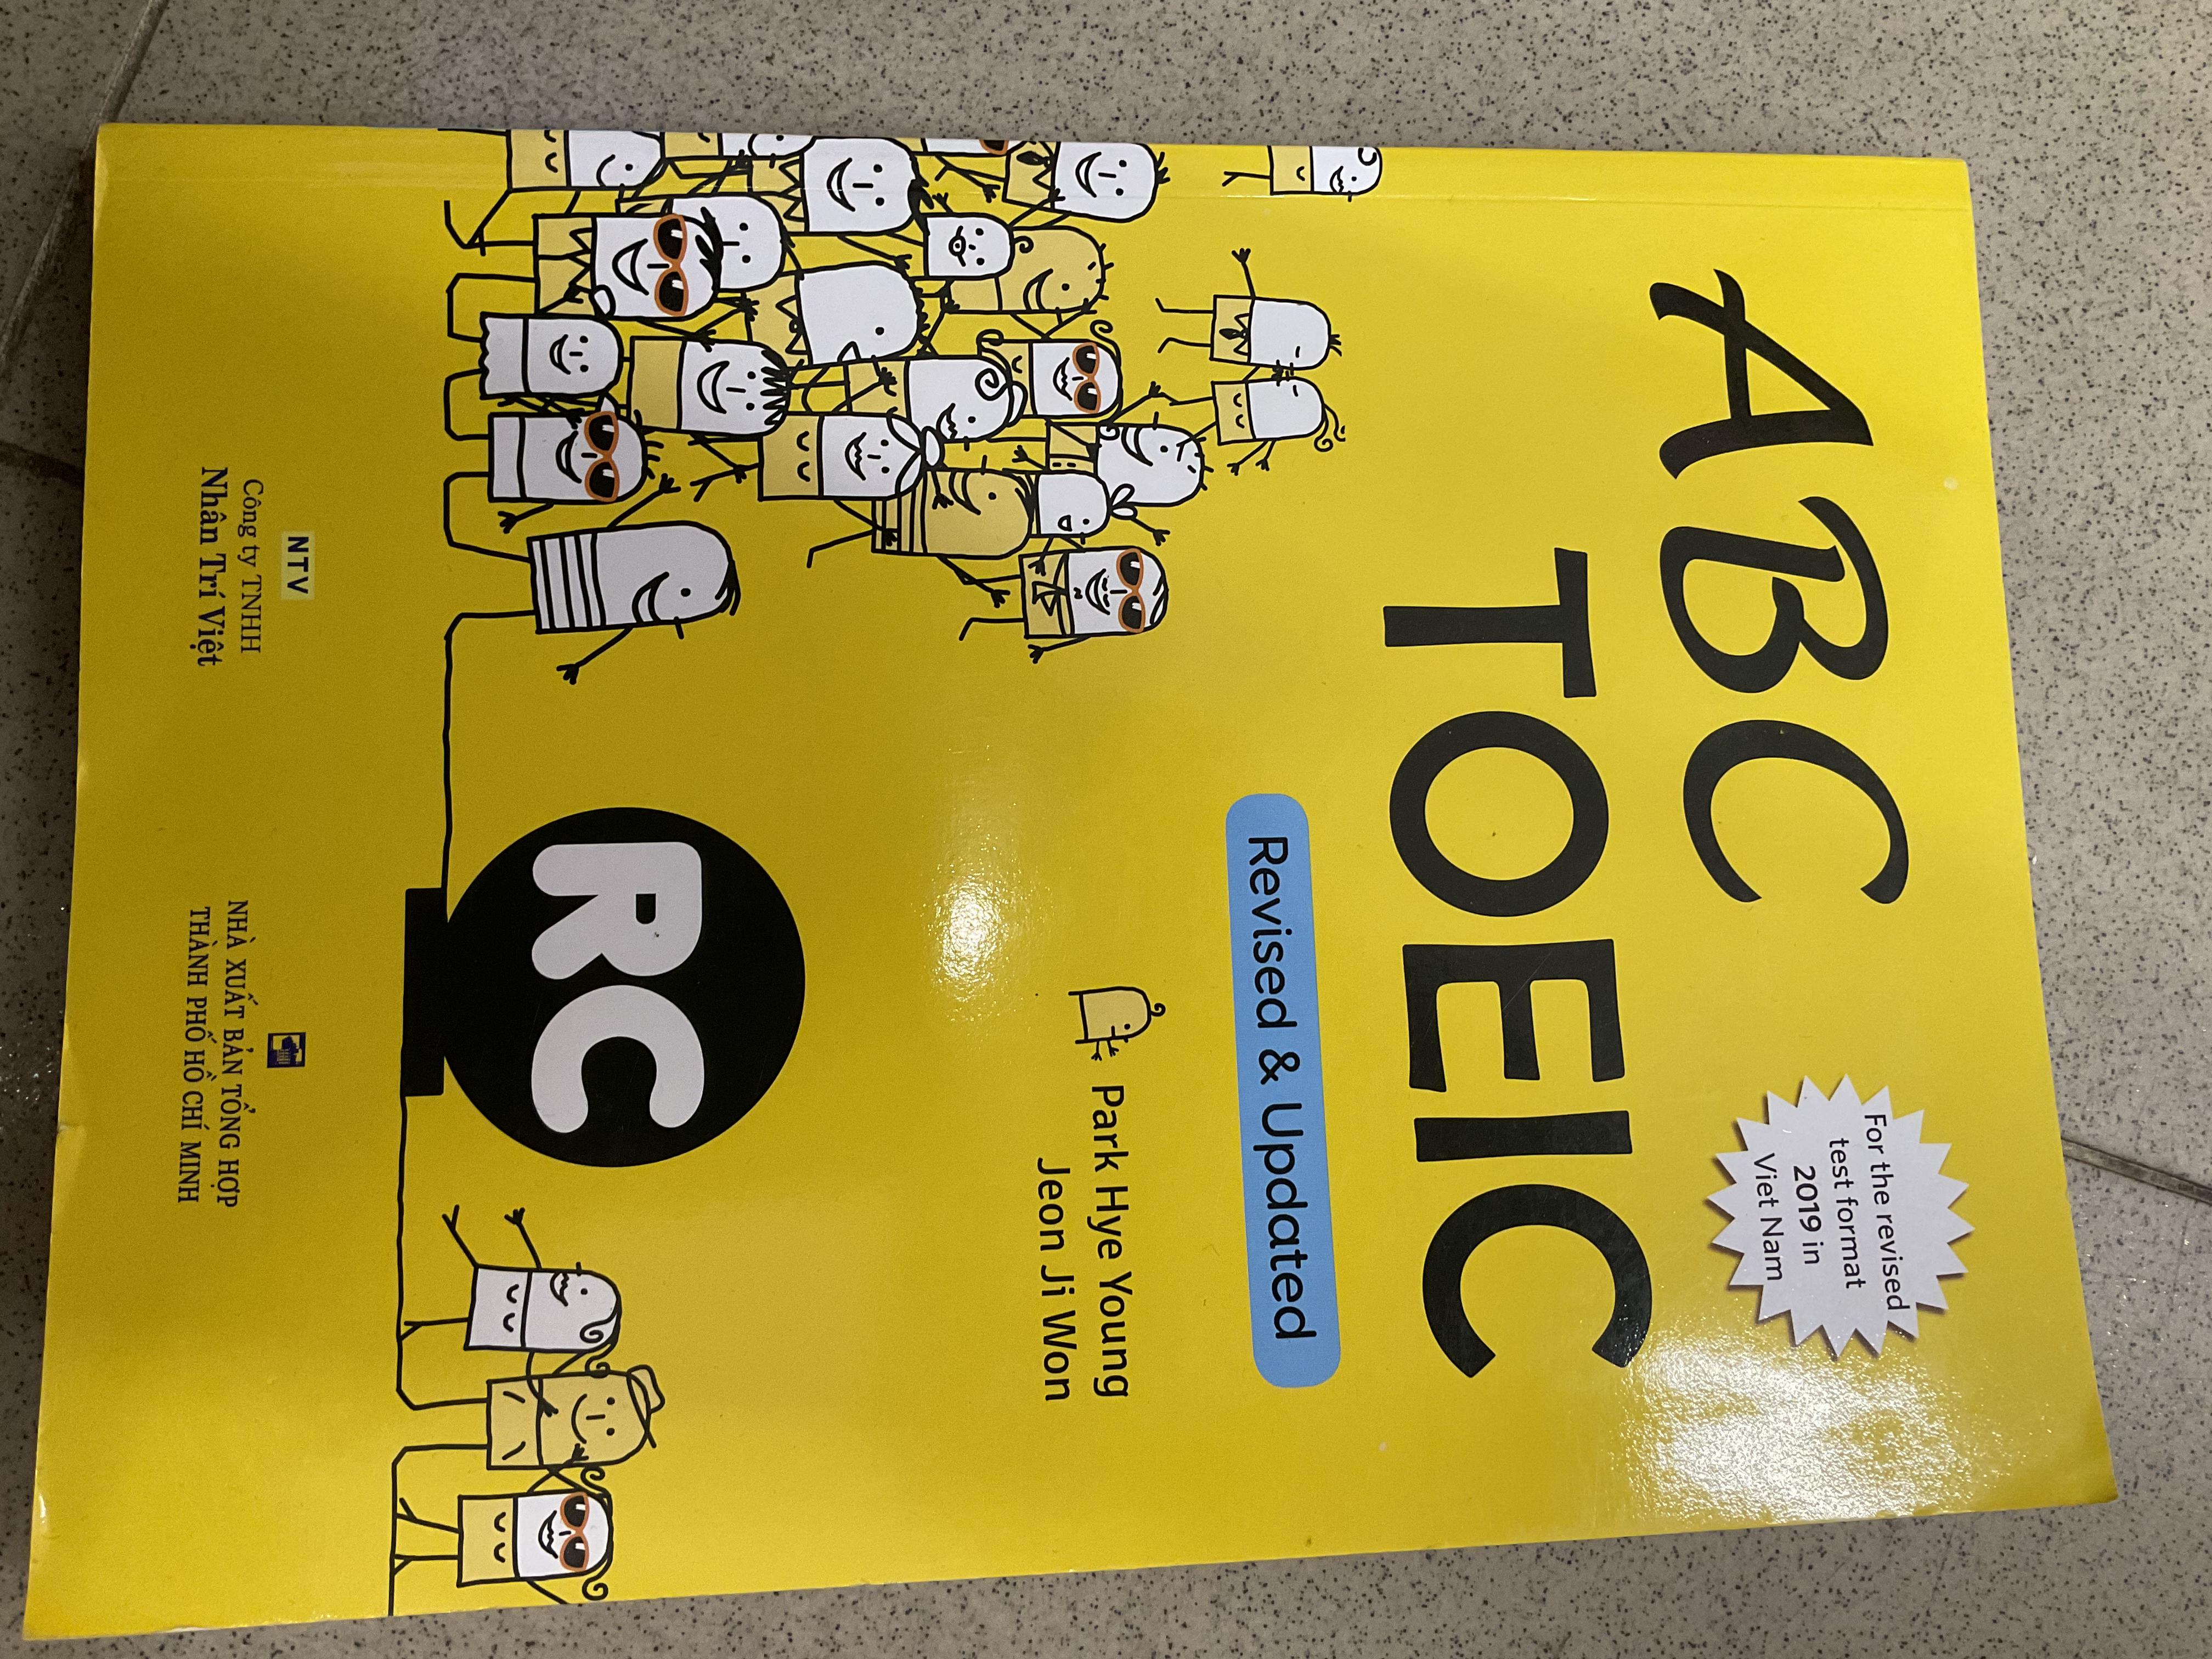 ABC
TOEIC
For the revised
test format
2019 in
Viet Nam
Revised & Updated
Park Hye Young
Jeon Ji Won
RC
NTV
Công ty TNHH
Nhân Trí Việt
NHÀ XUẤT BẢN TỔNG HỢP
THÀNH PHỐ HỒ CHÍ MINH